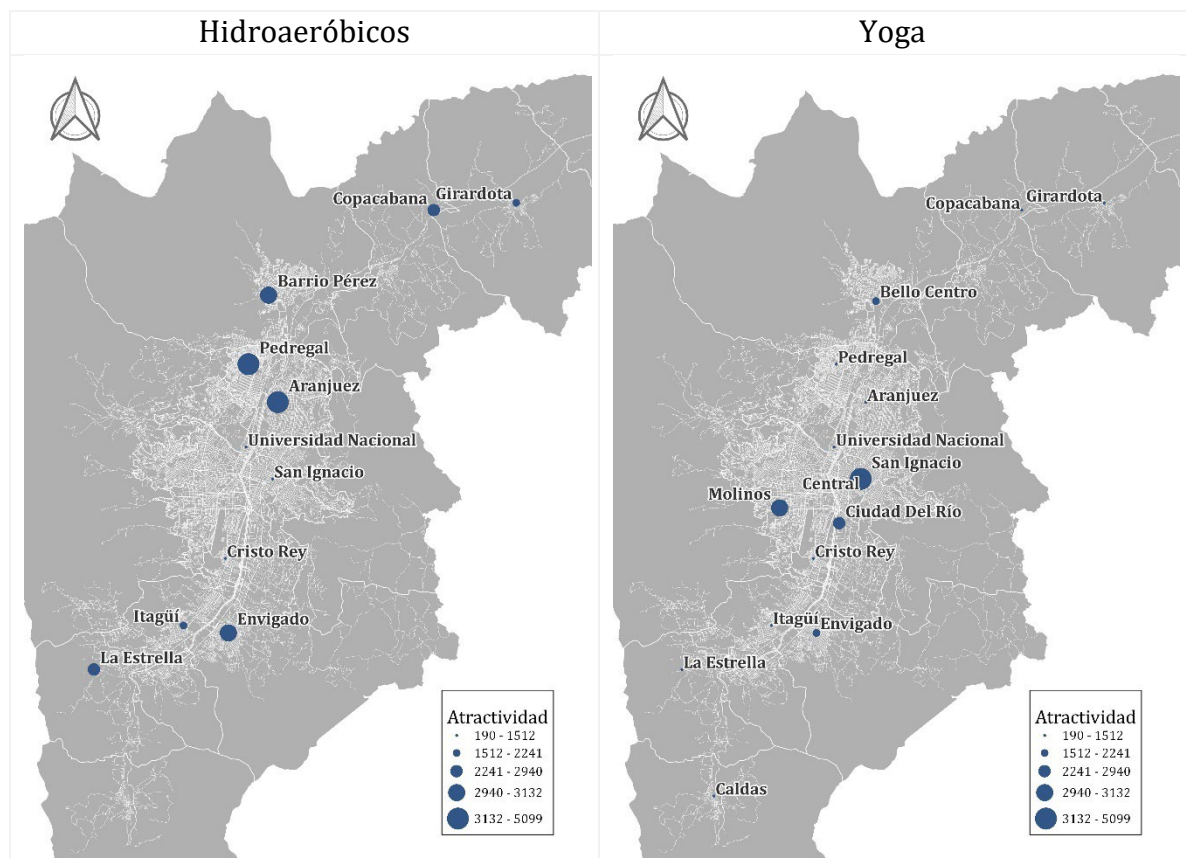 Hidroaeróbicos
Copacabana
Girardota
Barrio Pérez
Pedregal
Aranjuez
Universidad Nacional
San Ignacio
Cristo Rey
Itagüí
Envigado
La Estrella
Atractividad
190 - 1512
1512 - 2241
2241 - 2940
2940 - 3132
3132 - 5099
Yoga
Copacabana
Girardota
Bello Centro
Pedregal
Aranjuez
Universidad Nacional
San Ignacio
Central
Molinos
Ciudad Del Río
Cristo Rey
Itagüí
Envigado
La Estrella
Caldas
Atractividad
190 - 1512
1512 - 2241
2241 - 2940
2940 - 3132
3132 - 5099